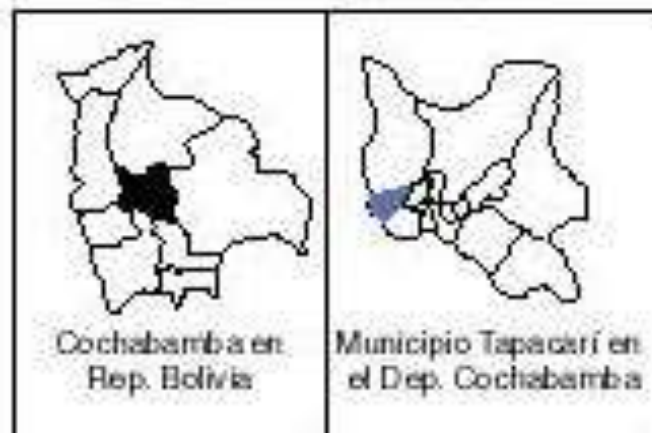 Cochabamba en
Rep. Bolivia
Municipio Tapacarí en
el Dep. Cochabamba